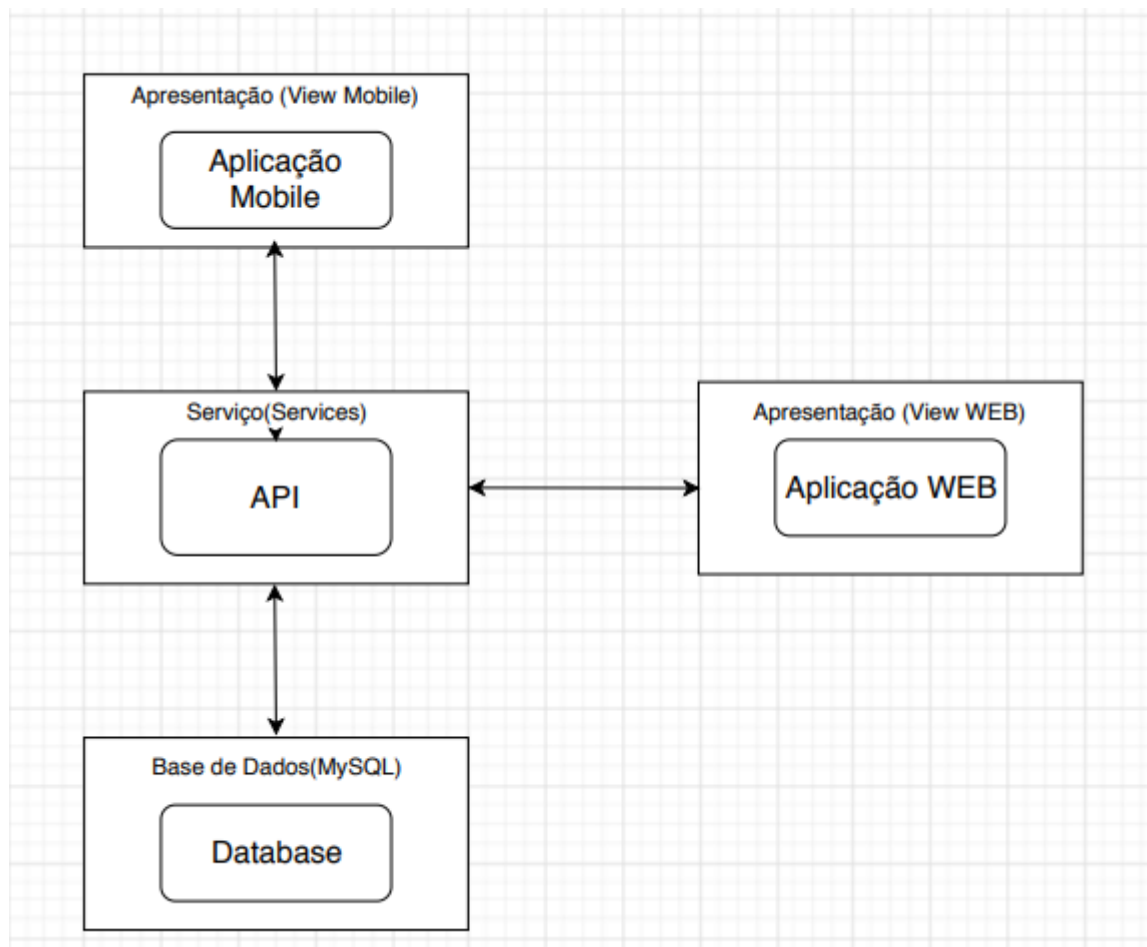 Apresentação (View Mobile)
Aplicação
Mobile
Serviço(Services)
API
Apresentação (View WEB)
Aplicação WEB
Base de Dados(MySQL)
Database